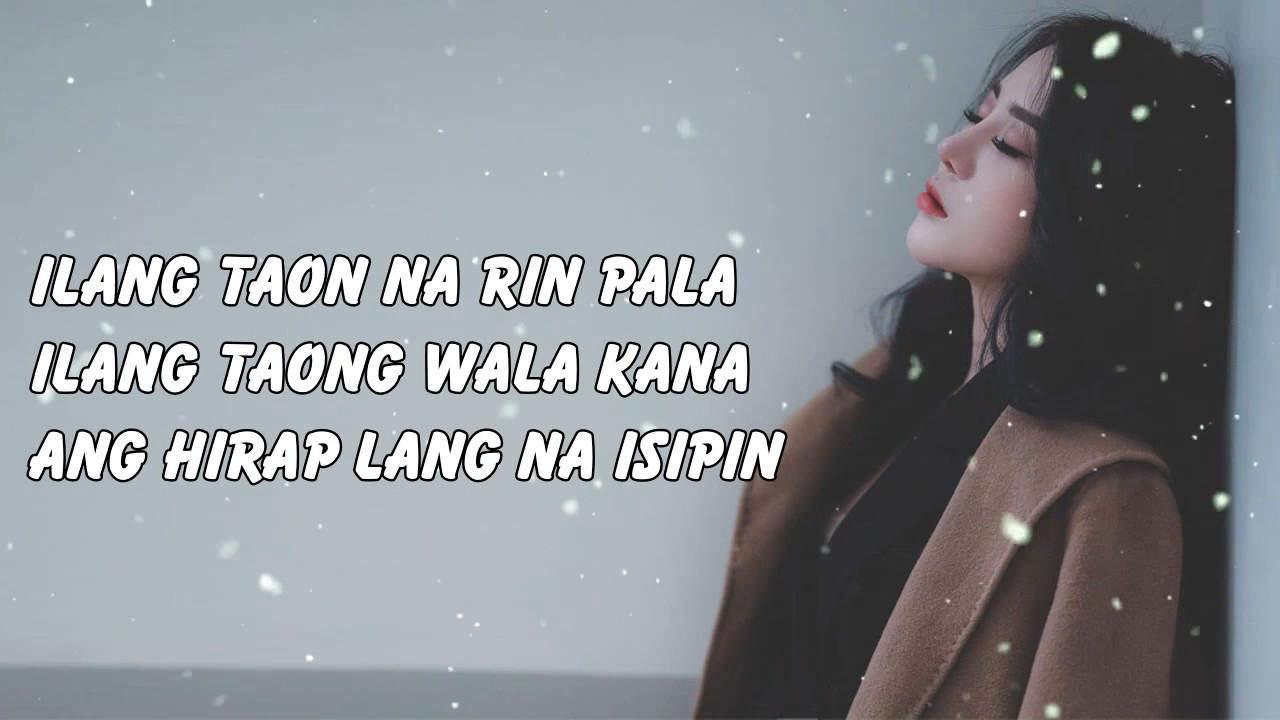 ILANG TAON NA RIN PALA
ILANG TAONG WALA KANA
ANG HIRAP LANG NA ISIPIN